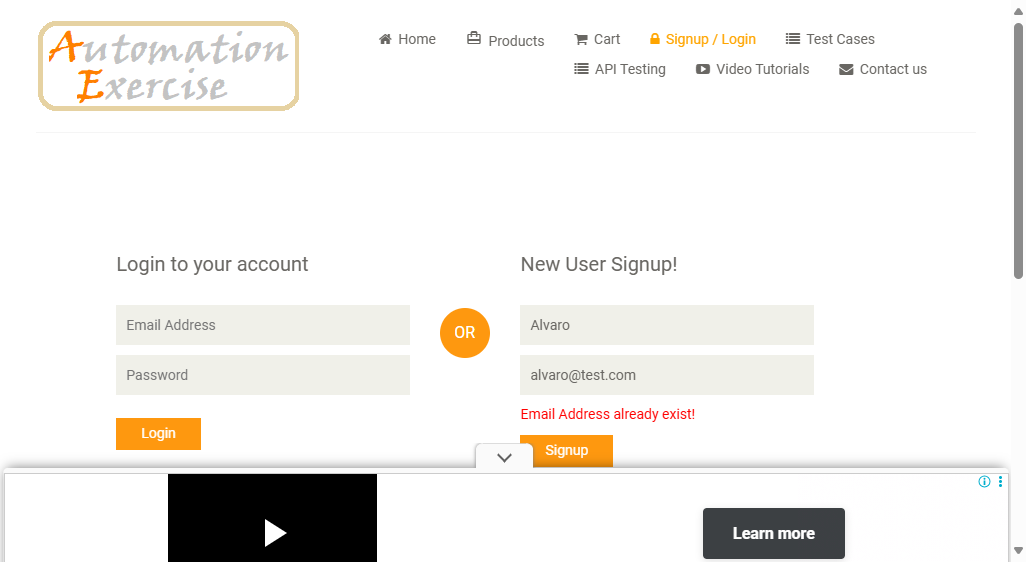 Automation
Exercise
Home
Products
Cart
Signup / Login
Test Cases
API Testing
Video Tutorials
Contact us
Login to your account
Email Address
Password
Login
OR
New User Signup!
Alvaro
alvaro@test.com
Email Address already exist!
Signup
Learn more